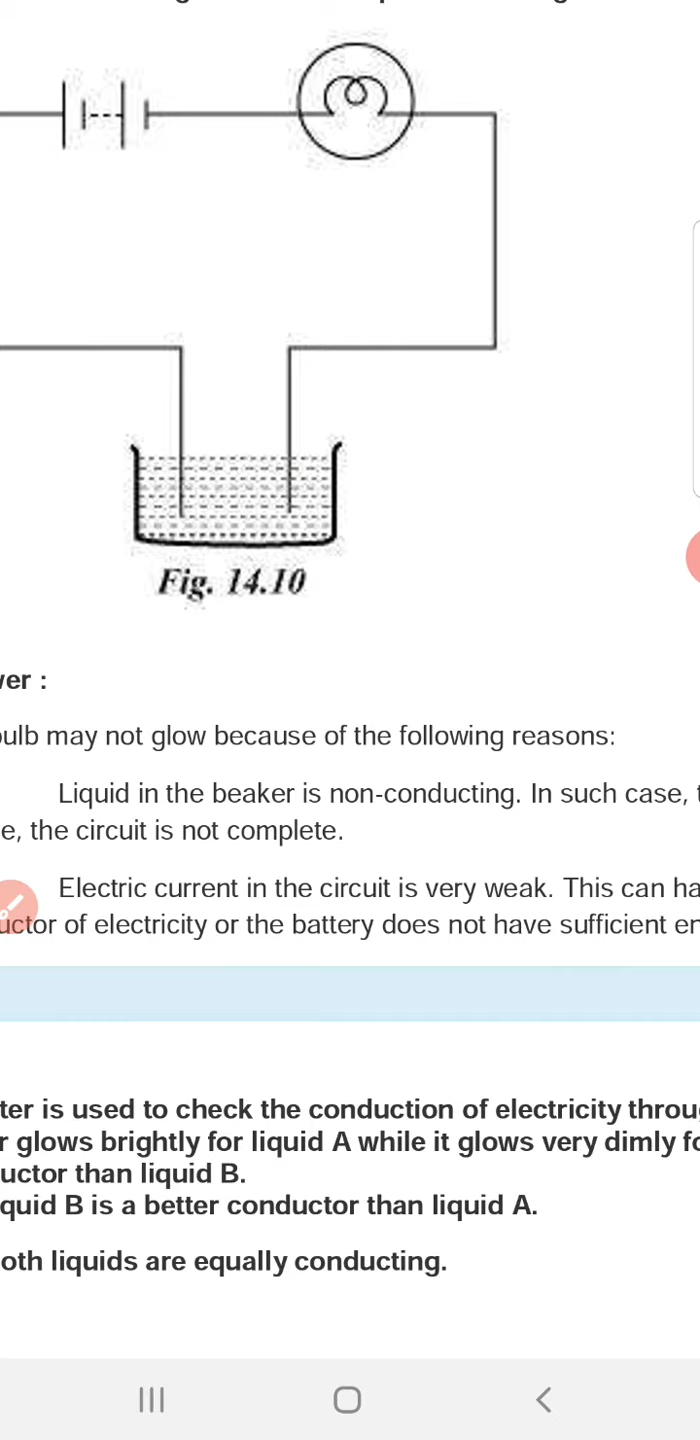 Fig. 14.10
wer :
bulb may not glow because of the following reasons:
Liquid in the beaker is non-conducting. In such case, t
e, the circuit is not complete.
Electric current in the circuit is very weak. This can ha
uctor of electricity or the battery does not have sufficient en
ter is used to check the conduction of electricity throu
r glows brightly for liquid A while it glows very dimly fo
uctor than liquid B.
quid B is a better conductor than liquid A.
oth liquids are equally conducting.